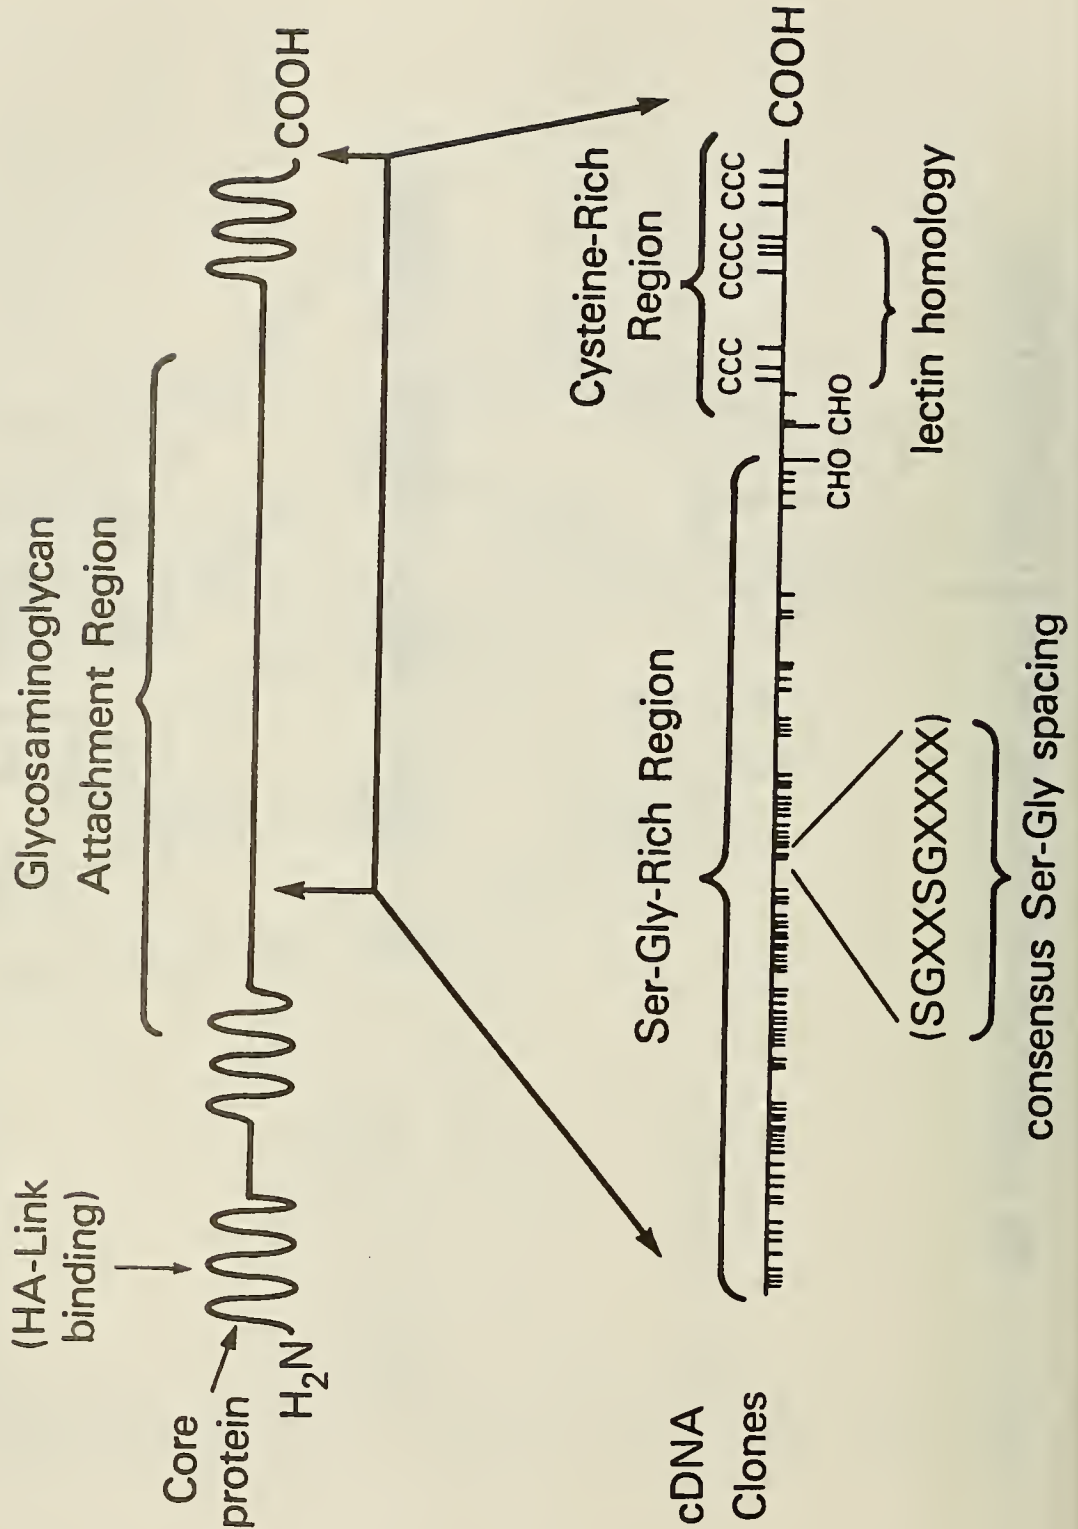 Glycosaminoglycan
Attachment Region
(HA-Link
binding)
Core
protein
H₂N
COOH
cDNA
Clones
Ser-Gly-Rich Region
Cysteine-Rich
Region
CCC CCCC CCC
COOH
CHO CHO
lectin homology
(SGXXSGXXXX)
consensus Ser-Gly spacing